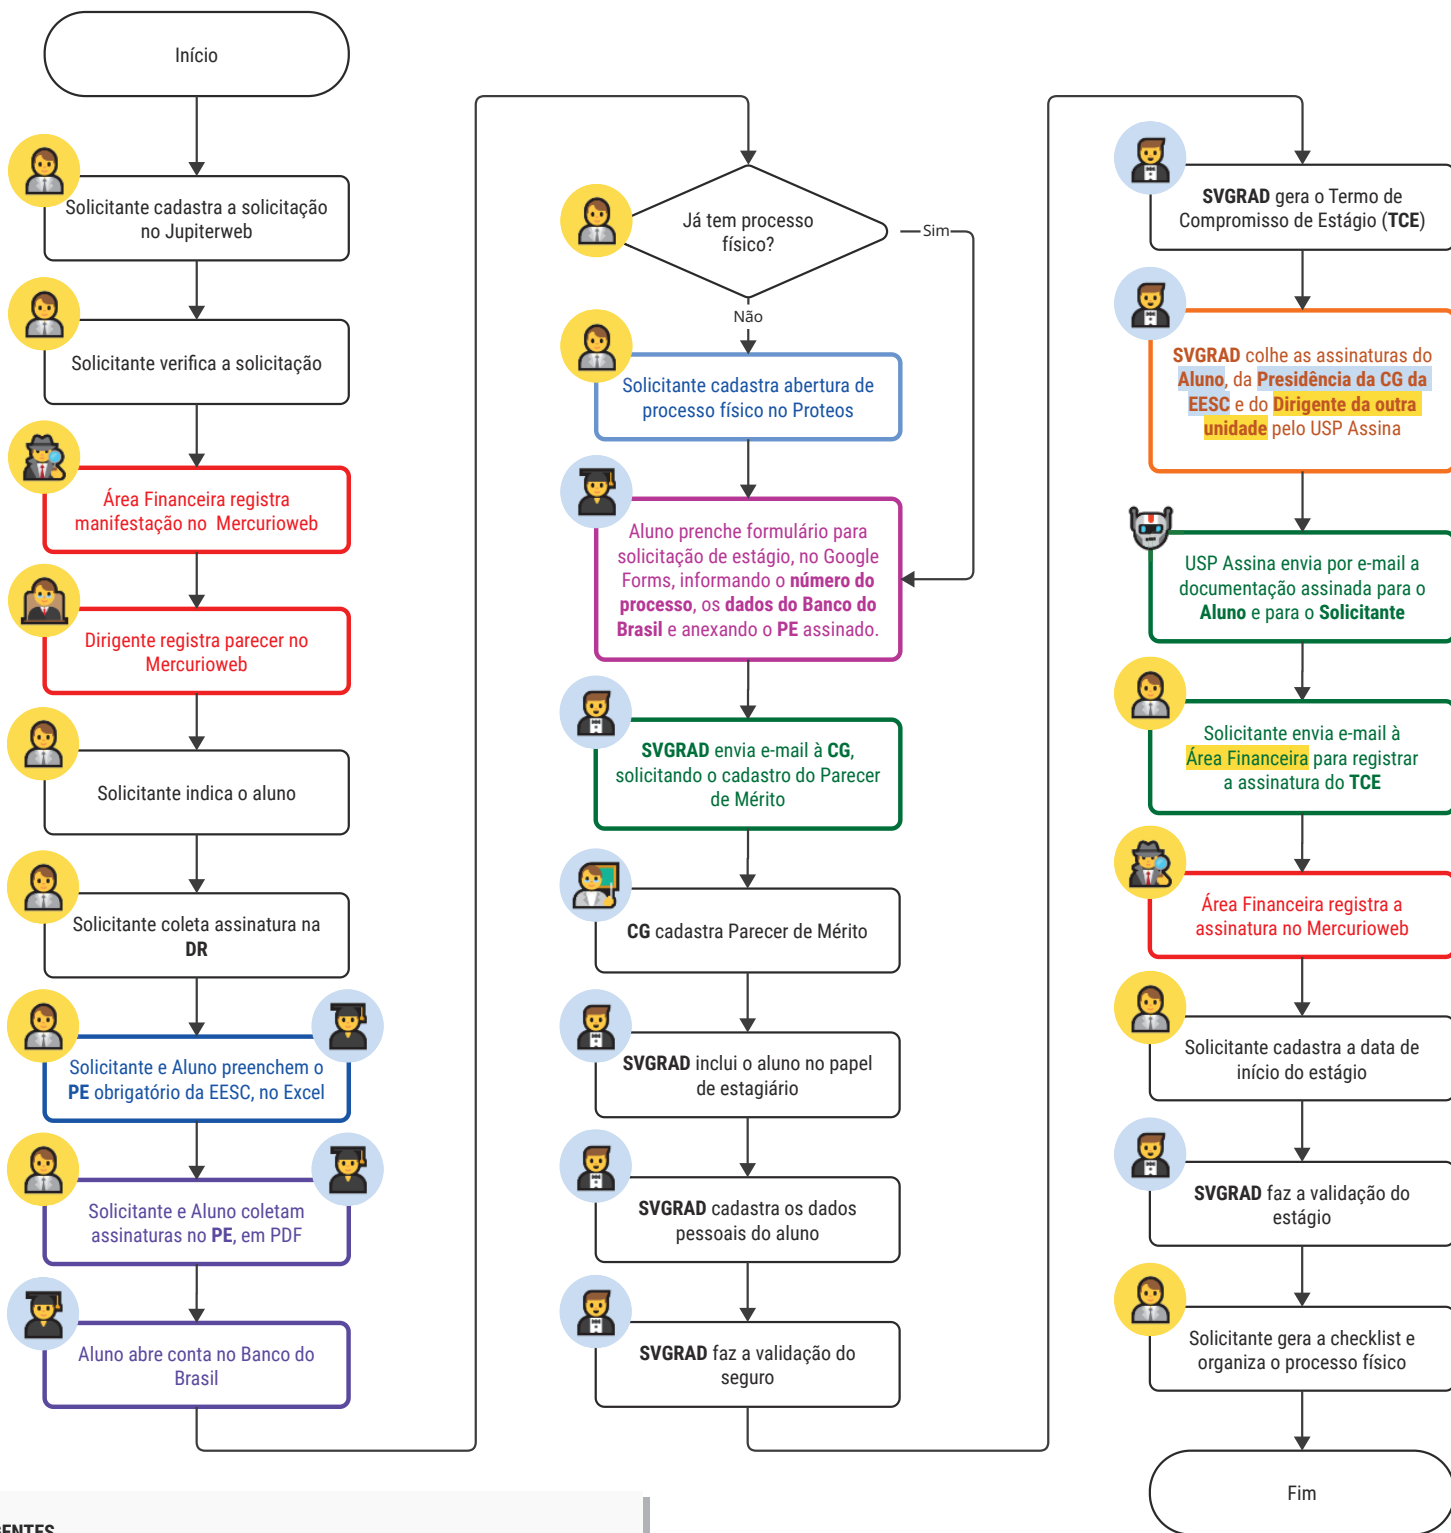 Início
Solicitante cadastra a solicitação
no Jupiterweb
Solicitante verifica a solicitação
Área Financeira registra
manifestação no Mercurioweb
Dirigente registra parecer no
Mercurioweb
Solicitante indica o aluno
Solicitante coleta assinatura na
DR
Solicitante e Aluno preenchem o
PE obrigatório da EESC, no Excel
Solicitante e Aluno coletam
assinaturas no PE, em PDF
Aluno abre conta no Banco do
Brasil
Já tem processo
físico?
Sim
Não
Solicitante cadastra abertura de
processo físico no Proteos
Aluno prenche formulário para
solicitação de estágio, no Google
Forms, informando o número do
processo, os dados do Banco do
Brasil e anexando o PE assinado.
SVGRAD envia e-mail à CG,
solicitando o cadastro do Parecer
de Mérito
CG cadastra Parecer de Mérito
SVGRAD inclui o aluno no papel
de estagiário
SVGRAD cadastra os dados
pessoais do aluno
SVGRAD faz a validação do
seguro
SVGRAD gera o Termo de
Compromisso de Estágio (TCE)
SVGRAD colhe as assinaturas do
Aluno, da Presidência da CG da
EESC e do Dirigente da outra
unidade pelo USP Assina
USP Assina envia por e-mail a
documentação assinada para o
Aluno e para o Solicitante
Solicitante envia e-mail à
Área Financeira para registrar
a assinatura do TCE
Área Financeira registra a
assinatura no Mercurioweb
Solicitante cadastra a data de
início do estágio
SVGRAD faz a validação do
estágio
Solicitante gera a checklist e
organiza o processo físico
Fim